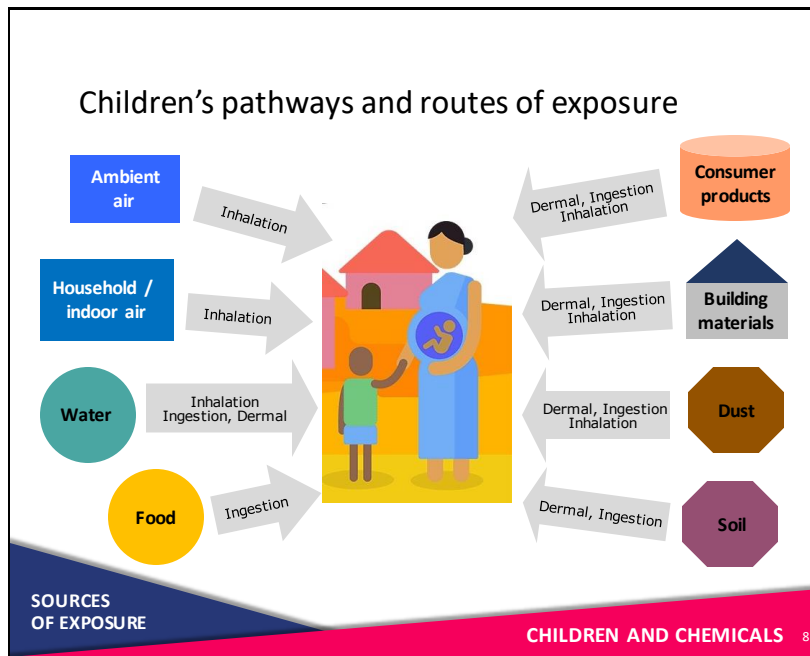 Children's pathways and routes of exposure
Ambient
air
Inhalation
Household /
indoor air
Inhalation
Water
Inhalation
Ingestion, Dermal
Food
Ingestion
Consumer
products
Dermal, Ingestion
Inhalation
Building
materials
Dermal, Ingestion
Inhalation
Dust
Dermal, Ingestion
Inhalation
Soil
Dermal, Ingestion
SOURCES
OF EXPOSURE
CHILDREN AND CHEMICALS 8